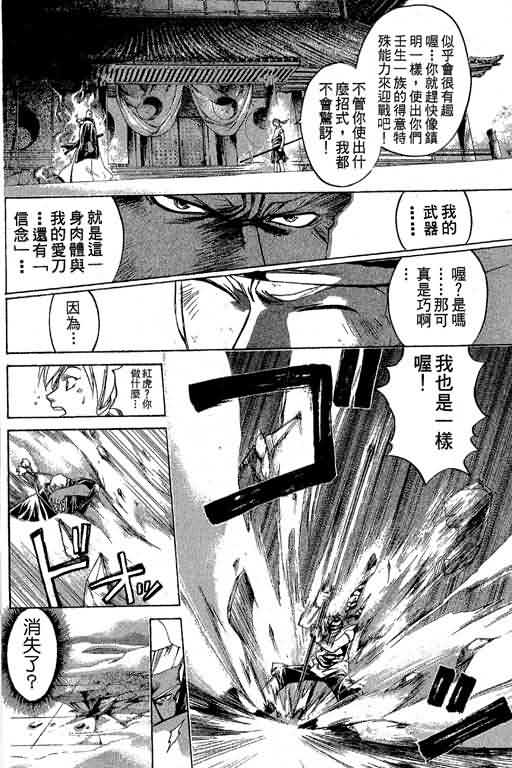 似乎會很有趣
喔…你就趕快像鎮
明一樣，使出你們
壬生一族的得意特
殊能力來迎戰吧！
不管你使出什
麼招式，我都
不會驚訝！
我的
武器
…
就是這一
身肉體與
我的愛刀
…還有「
信念」…
喔？是嗎
……那可
真是巧啊
因為…
我也是一樣
喔！
紅虎？你
做什麼…
ゴ
ドオッ
消失了？